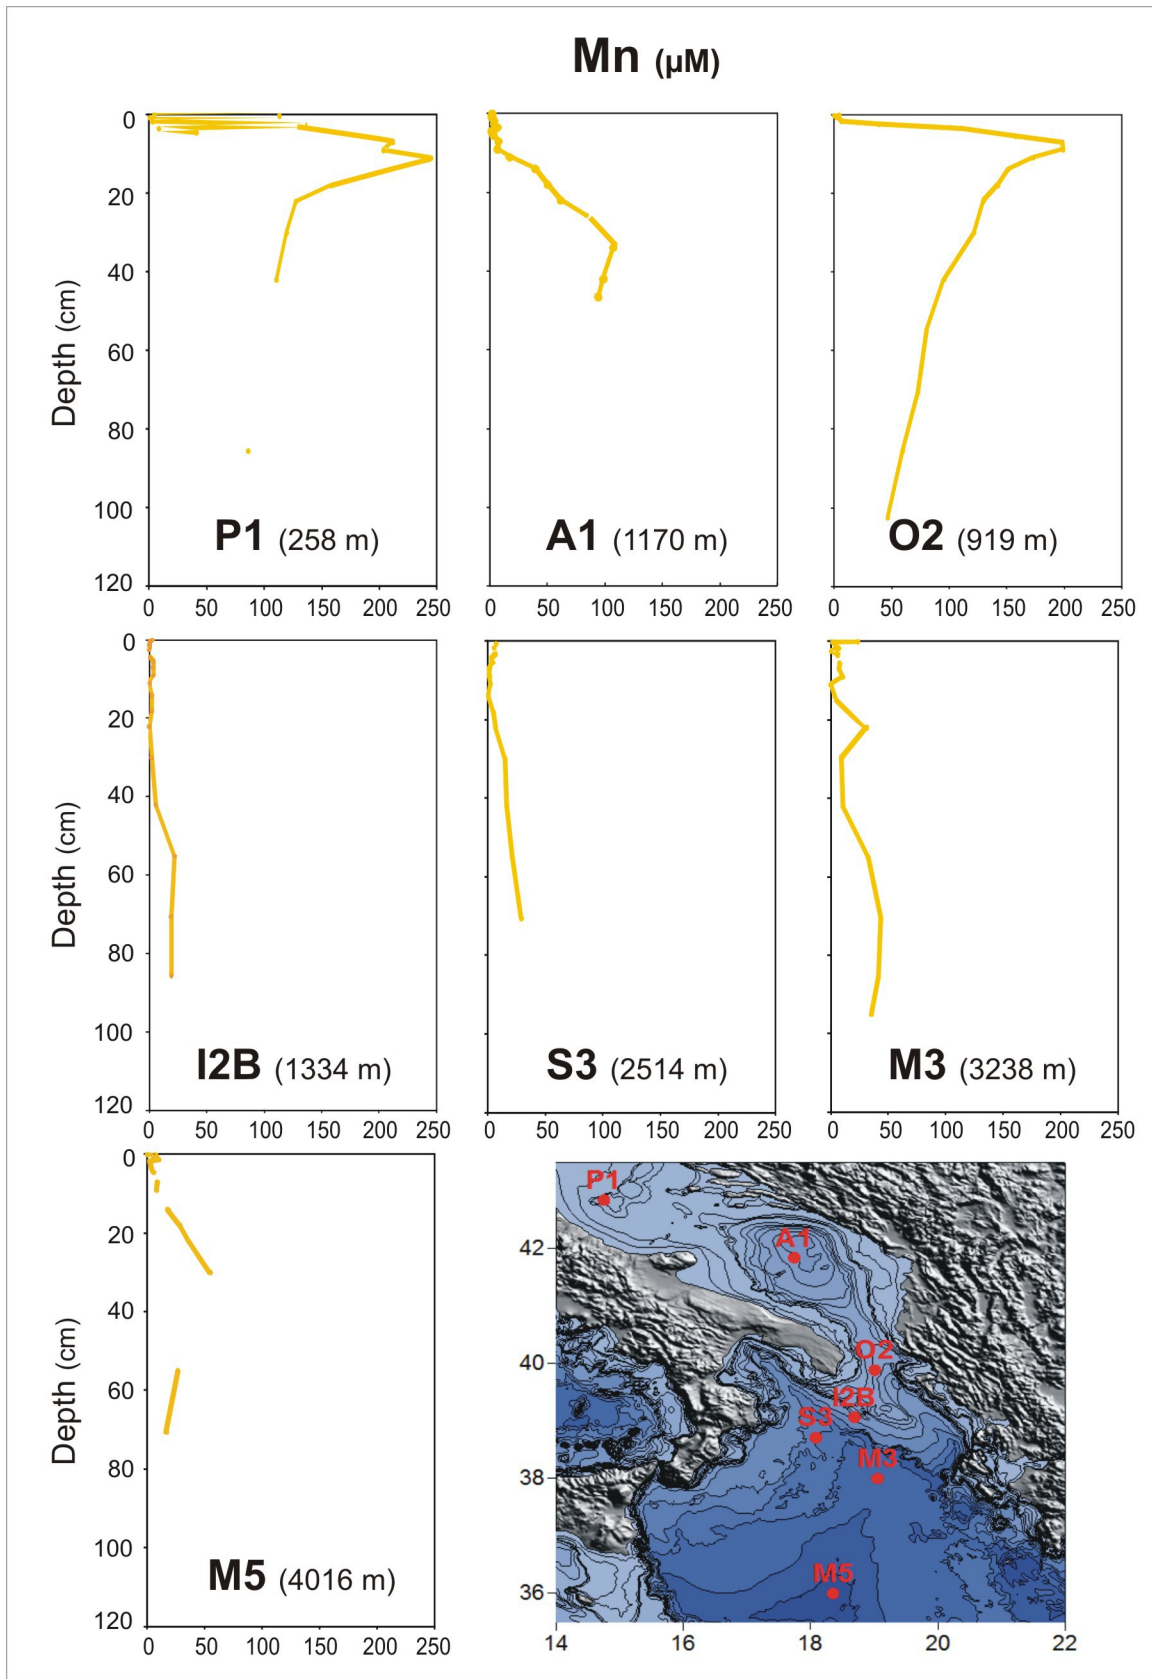 Mn (µM)
0
20
40
60
80
100
120
Depth (cm)
P1 (258 m)
A1 (1170 m)
O2 (919 m)
0 50 100 150 200 250
0 50 100 150 200 250
0 50 100 150 200 250
0
20
40
60
80
100
120
Depth (cm)
I2B (1334 m)
S3 (2514 m)
M3 (3238 m)
0 50 100 150 200 250
0 50 100 150 200 250
0 50 100 150 200 250
0
20
40
60
80
100
120
Depth (cm)
M5 (4016 m)
0 50 100 150 200 250
P1
A1
O2
I2B
S3
M3
M5
42
40
38
36
14 16 18 20 22